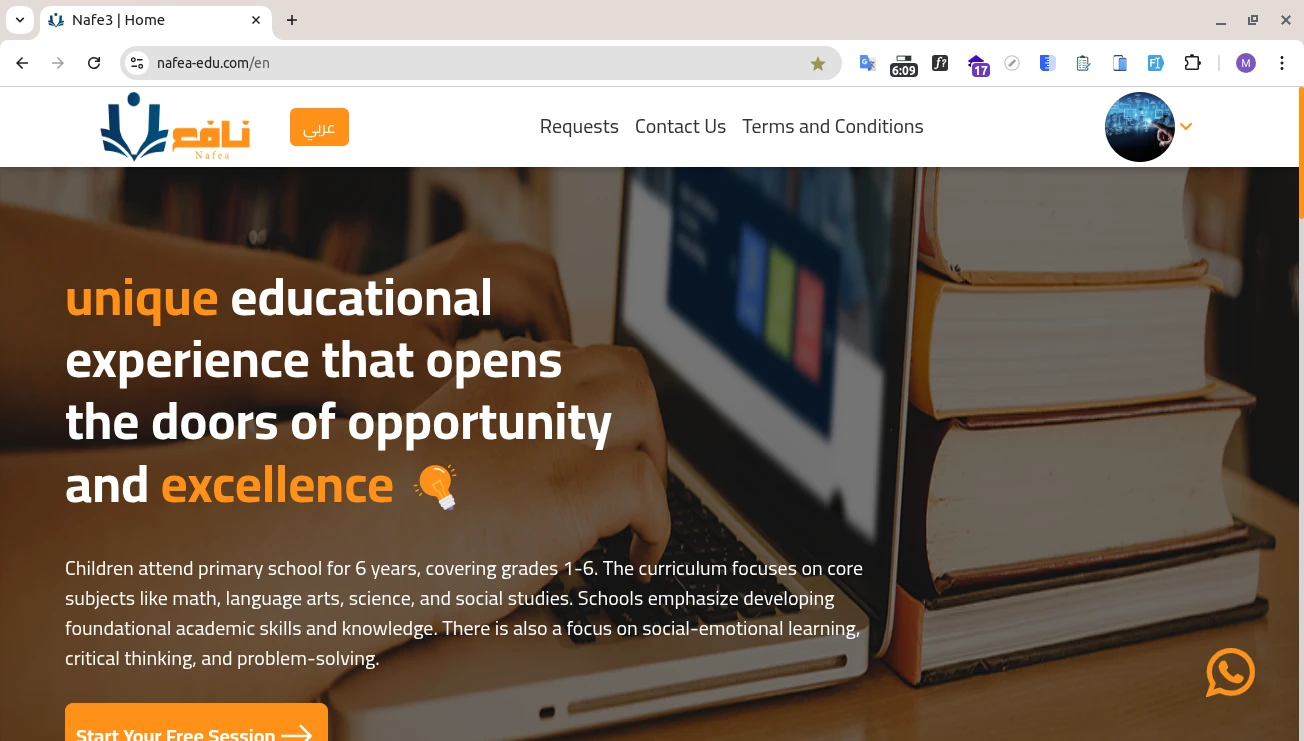 Nafe3 | Home
nafea-edu.com/en
6:09
f?
17
M
نافع
Nafea
عربي
Requests
Contact Us
Terms and Conditions
unique educational
experience that opens
the doors of opportunity
and excellence
Children attend primary school for 6 years, covering grades 1-6. The curriculum focuses on core
subjects like math, language arts, science, and social studies. Schools emphasize developing
foundational academic skills and knowledge. There is also a focus on social-emotional learning,
critical thinking, and problem-solving.
Start Your Free Session